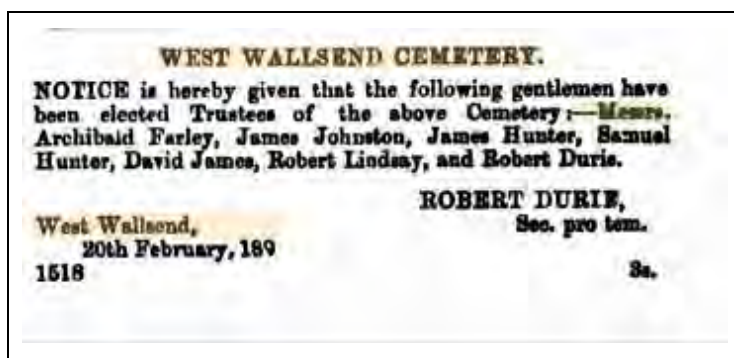 WEST WALLSEND CEMETERY.
NOTICE is hereby given that the following gentlemen have
been elected Trustees of the above Cemetery:—Messrs.
Archibald Farley, James Johnston, James Hunter, Samuel
Hunter, David James, Robert Lindsay, and Robert Durie.
ROBERT DURIE,
West Wallsend, Sec. pro tem.
20th February, 189
1518 3s.